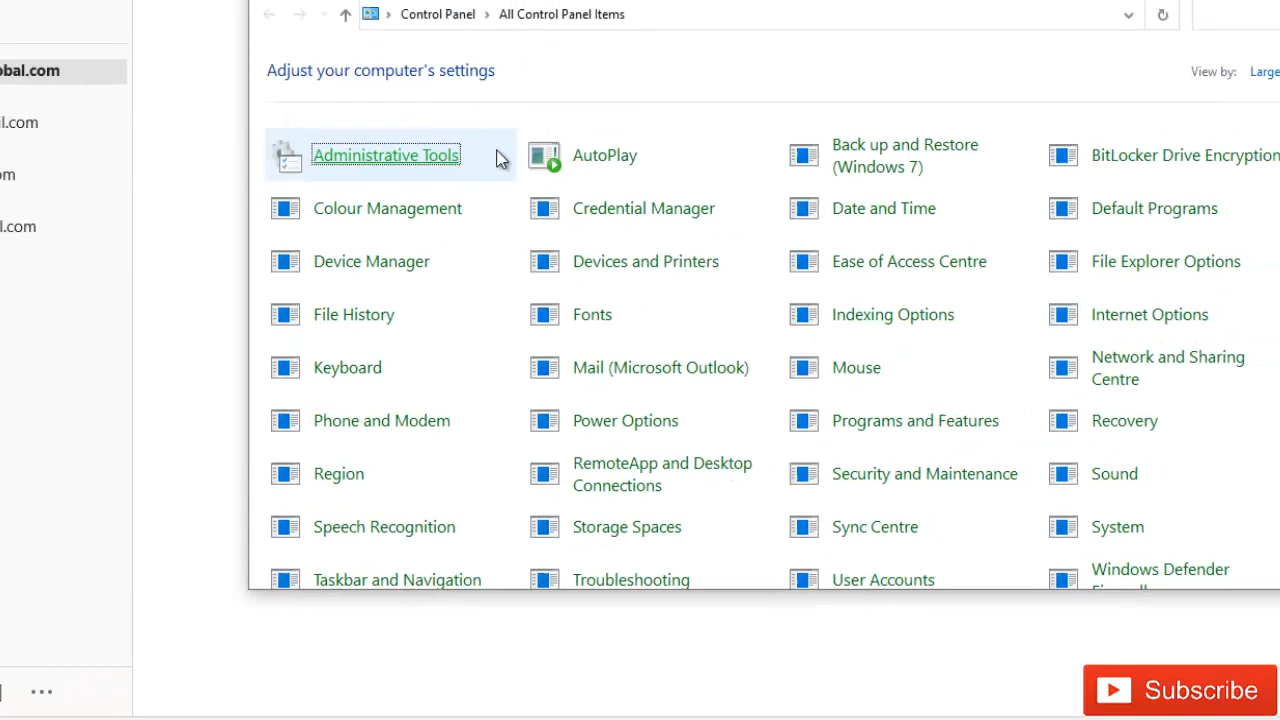 Control Panel
All Control Panel Items
obal.com
Adjust your computer's settings
View by:
Large
il.com
Administrative Tools
AutoPlay
Back up and Restore
(Windows 7)
BitLocker Drive Encryption
om
Colour Management
Credential Manager
Date and Time
Default Programs
l.com
Device Manager
Devices and Printers
Ease of Access Centre
File Explorer Options
File History
Fonts
Indexing Options
Internet Options
Keyboard
Mail (Microsoft Outlook)
Mouse
Network and Sharing
Centre
Phone and Modem
Power Options
Programs and Features
Recovery
Region
RemoteApp and Desktop
Connections
Security and Maintenance
Sound
Speech Recognition
Storage Spaces
Sync Centre
System
Taskbar and Navigation
Troubleshooting
User Accounts
Windows Defender
Subscribe